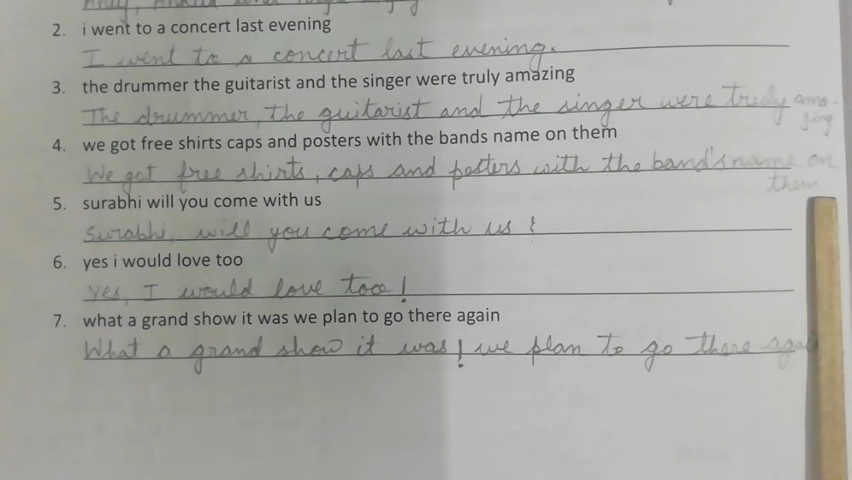 2. i went to a concert last evening
I went to a concert last evening.
3. the drummer the guitarist and the singer were truly amazing
The drummer, the guitarist and the singer were truly ama-
zing
4. we got free shirts caps and posters with the bands name on them
We got free shirts, caps and posters with the band's name on
them
5. surabhi will you come with us
Surabhi, will you come with us ?
6. yes i would love too
Yes, I would love too!
7. what a grand show it was we plan to go there again
What a grand show it was! we plan to go there